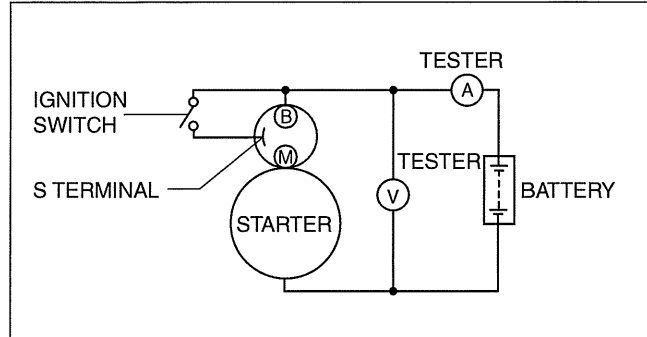 TESTER
A
IGNITION
SWITCH
B
M
S TERMINAL
TESTER
V
BATTERY
STARTER